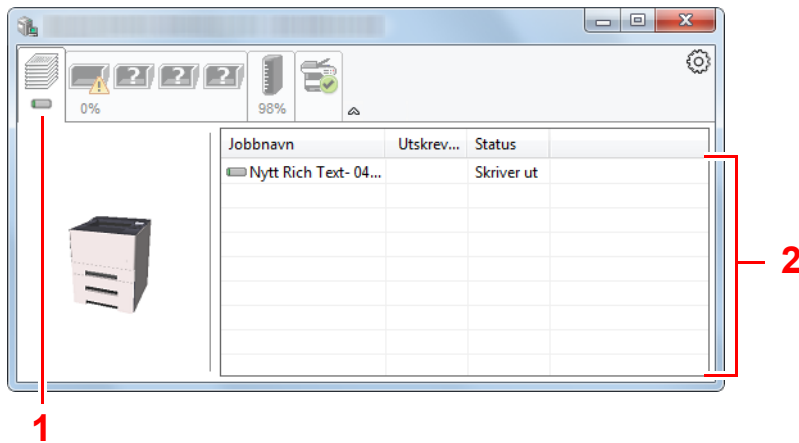 ? ? ?
0% 98%
Jobbnavn Utskrev... Status
Nytt Rich Text- 04... Skriver ut
2
1